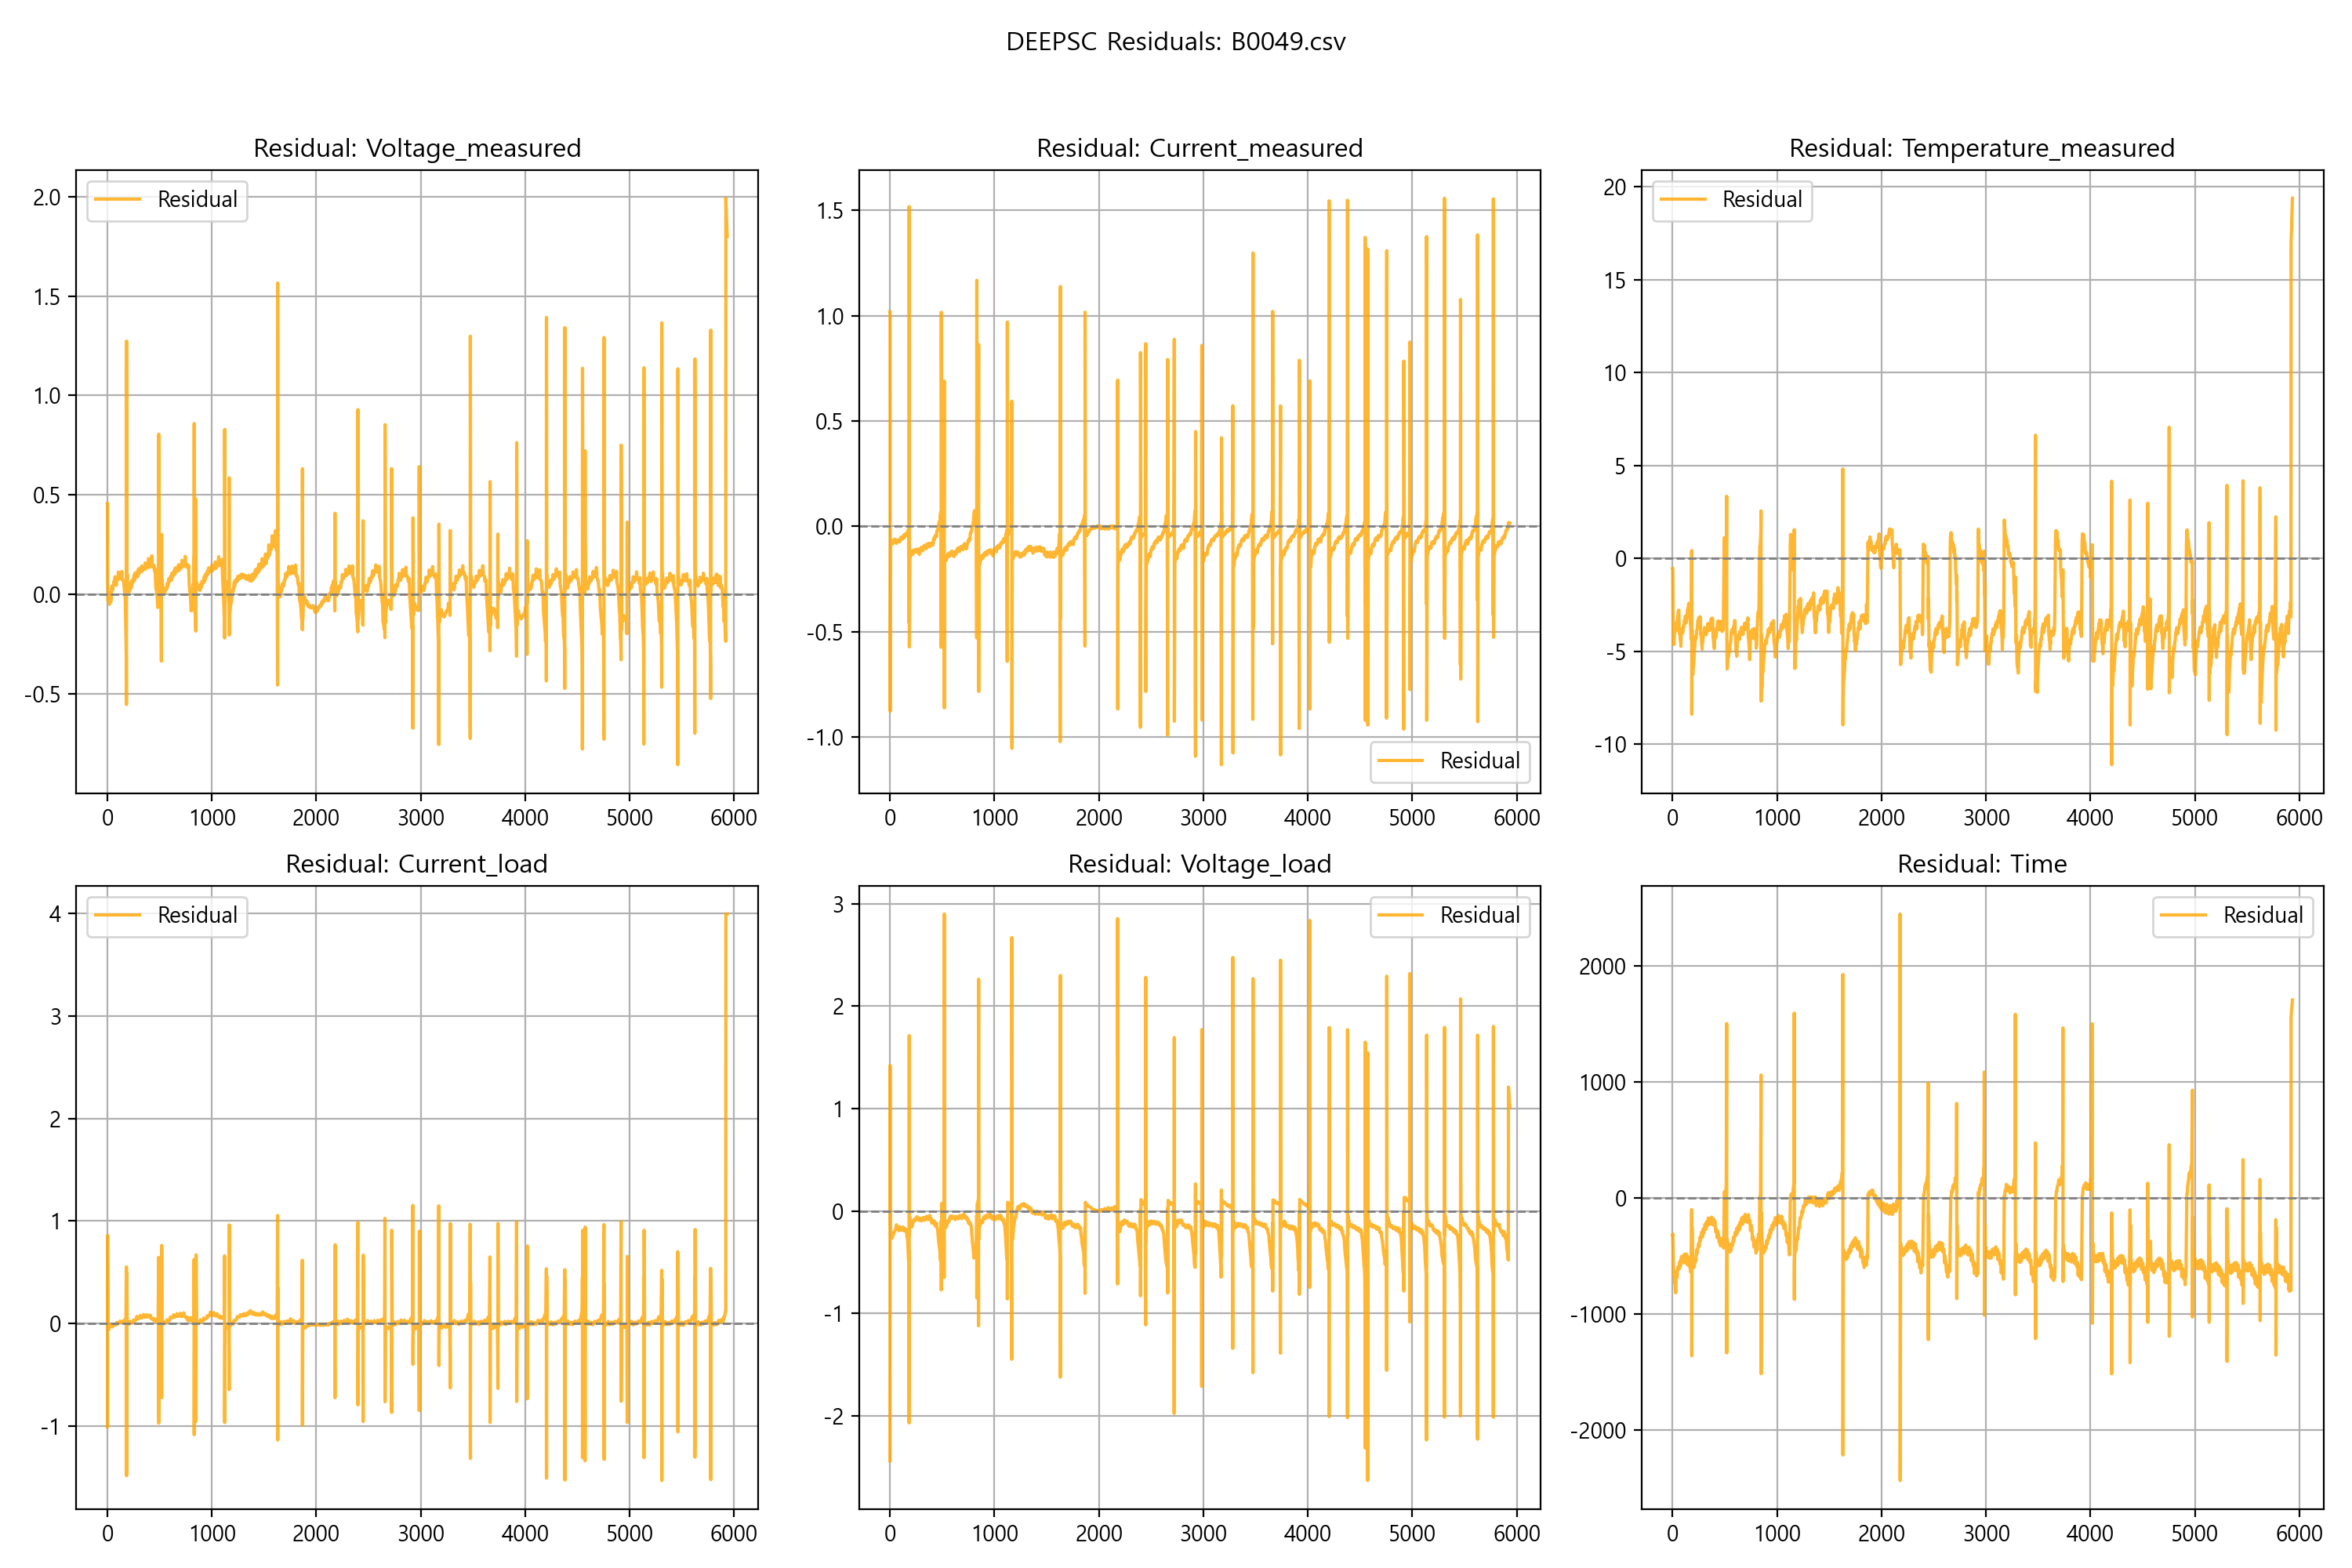 DEEPSC Residuals: B0049.csv
Residual: Voltage_measured
Residual
2.0
1.5
1.0
0.5
0.0
-0.5
0 1000 2000 3000 4000 5000 6000
Residual: Current_measured
1.5
1.0
0.5
0.0
-0.5
-1.0
Residual
0 1000 2000 3000 4000 5000 6000
Residual: Temperature_measured
Residual
20
15
10
5
0
-5
-10
0 1000 2000 3000 4000 5000 6000
Residual: Current_load
Residual
4
3
2
1
0
-1
0 1000 2000 3000 4000 5000 6000
Residual: Voltage_load
Residual
3
2
1
0
-1
-2
0 1000 2000 3000 4000 5000 6000
Residual: Time
Residual
2000
1000
0
-1000
-2000
0 1000 2000 3000 4000 5000 6000